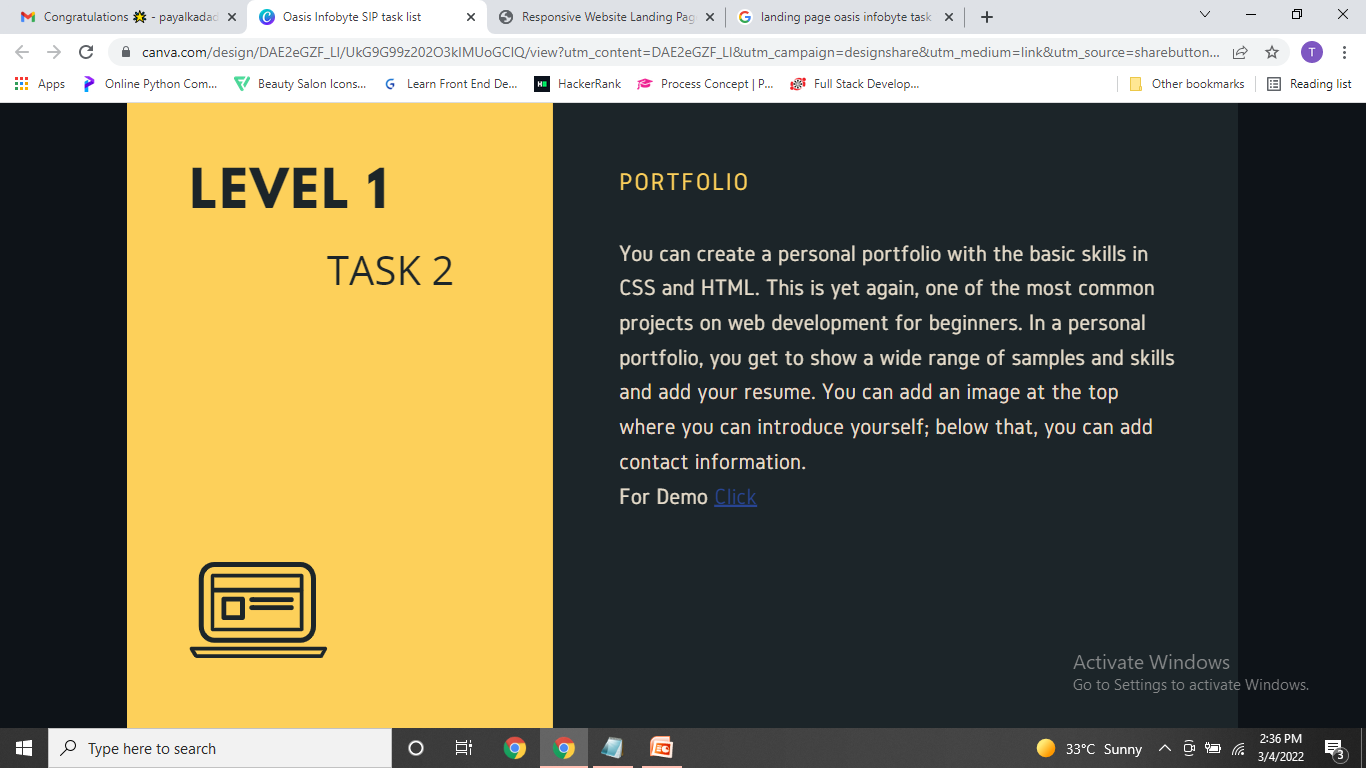 Congratulations - payalkadad
Oasis Infobyte SIP task list
Responsive Website Landing Pag
landing page oasis infobyte task
canva.com/design/DAE2eGZF_LI/UkG9G99z202O3kIMUoGCIQ/view?utm_content=DAE2eGZF_LI&utm_campaign=designshare&utm_medium=link&utm_source=sharebutton...
T
Apps
Online Python Com...
Beauty Salon Icons...
Learn Front End De...
HackerRank
Process Concept | P...
Full Stack Develop...
Other bookmarks
Reading list
LEVEL 1
TASK 2
PORTFOLIO
You can create a personal portfolio with the basic skills in
CSS and HTML. This is yet again, one of the most common
projects on web development for beginners. In a personal
portfolio, you get to show a wide range of samples and skills
and add your resume. You can add an image at the top
where you can introduce yourself; below that, you can add
contact information.
For Demo Click
Activate Windows
Go to Settings to activate Windows.
Type here to search
33°C Sunny
2:36 PM
3/4/2022
3